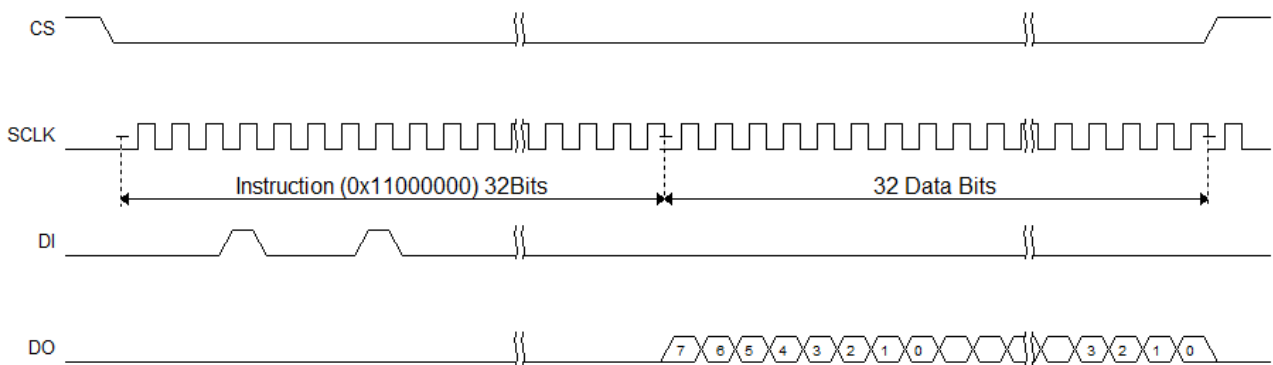 CS
SCLK
Instruction (0x11000000) 32Bits
32 Data Bits
DI
DO
7 6 5 4 3 2 1 0 3 2 1 0